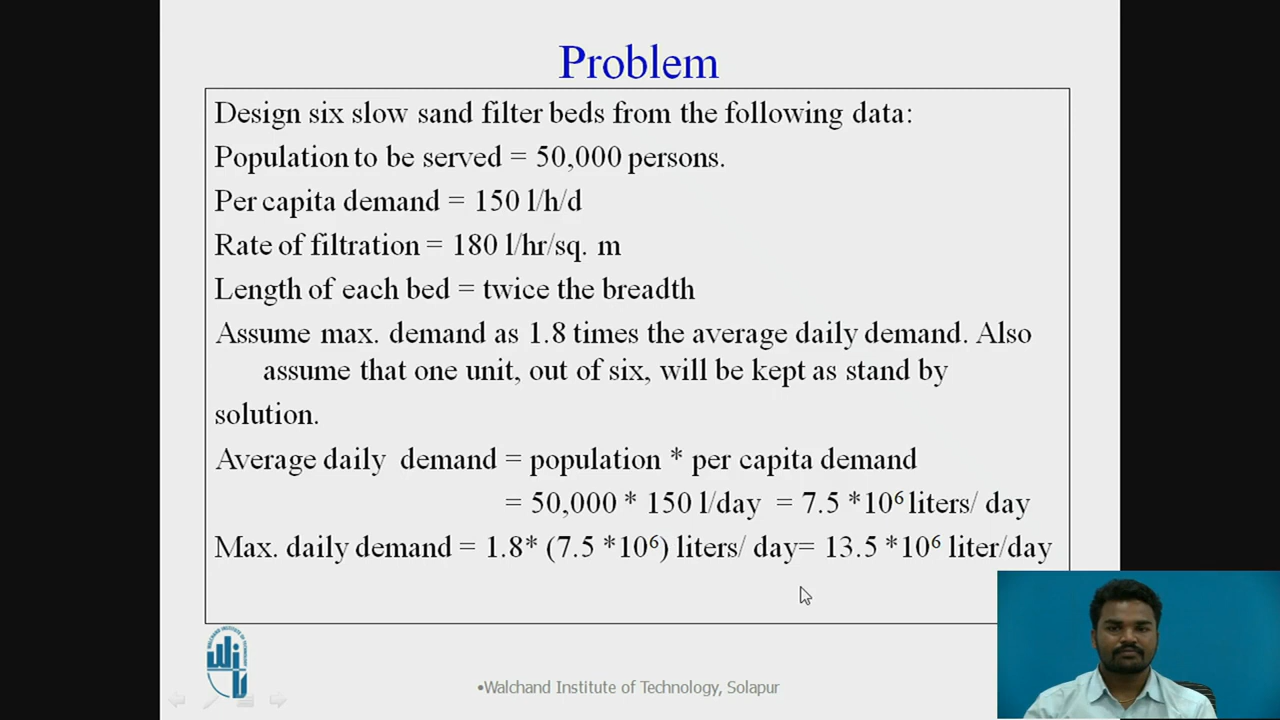 Problem
Design six slow sand filter beds from the following data:
Population to be served = 50,000 persons.
Per capita demand = 150 l/h/d
Rate of filtration = 180 l/hr/sq. m
Length of each bed = twice the breadth
Assume max. demand as 1.8 times the average daily demand. Also
assume that one unit, out of six, will be kept as stand by
solution.
Average daily demand = population * per capita demand
= 50,000 * 150 l/day = 7.5 *10⁶ liters/ day
Max. daily demand = 1.8* (7.5 *10⁶) liters/ day= 13.5 *10⁶ liter/day
WALCHAND INSTITUTE OF TECHNOLOGY
WIT
•Walchand Institute of Technology, Solapur